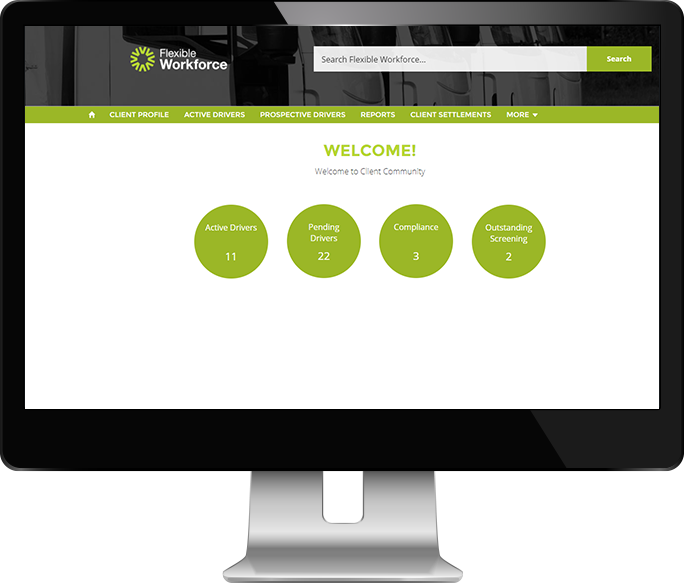 Flexible
Workforce
Search Flexible Workforce...
Search
CLIENT PROFILE
ACTIVE DRIVERS
PROSPECTIVE DRIVERS
REPORTS
CLIENT SETTLEMENTS
MORE
WELCOME!
Welcome to Client Community
Active Drivers
11
Pending
Drivers
22
Compliance
3
Outstanding
Screening
2